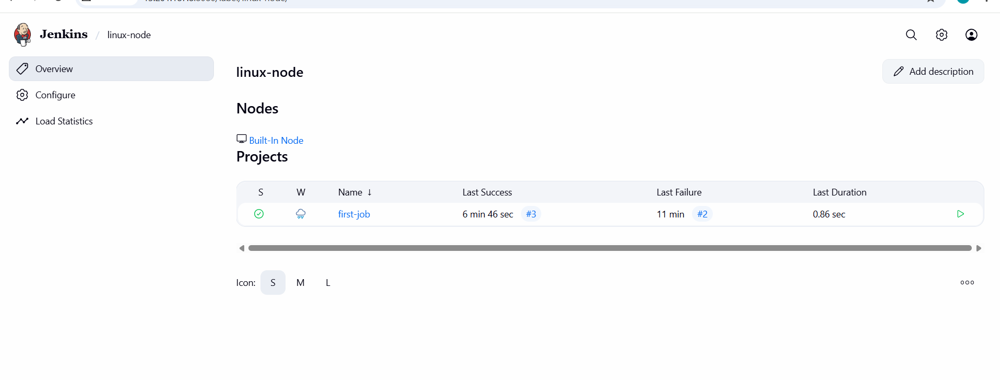 Jenkins / linux-node
Overview
Configure
Load Statistics
linux-node
Add description
Nodes
Built-In Node
Projects
S W Name ↓ Last Success Last Failure Last Duration
first-job 6 min 46 sec #3 11 min #2 0.86 sec
Icon: S M L